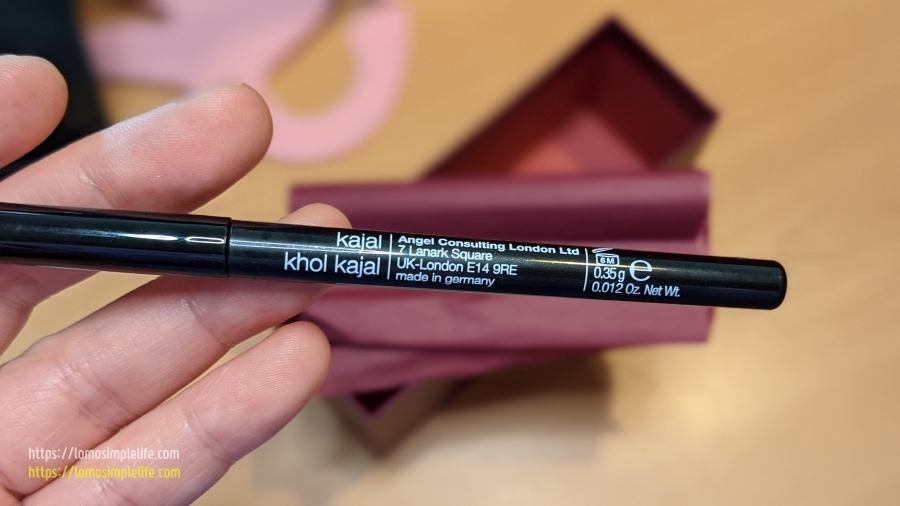 kajal
khol kajal
Angel Consulting London Ltd
7 Lanark Square
UK-London E14 9RE
made in germany
6M
0.35 g e
0.012 Oz. Net Wt.
https://lomosimplelife.com
https://lomosimplelife.com